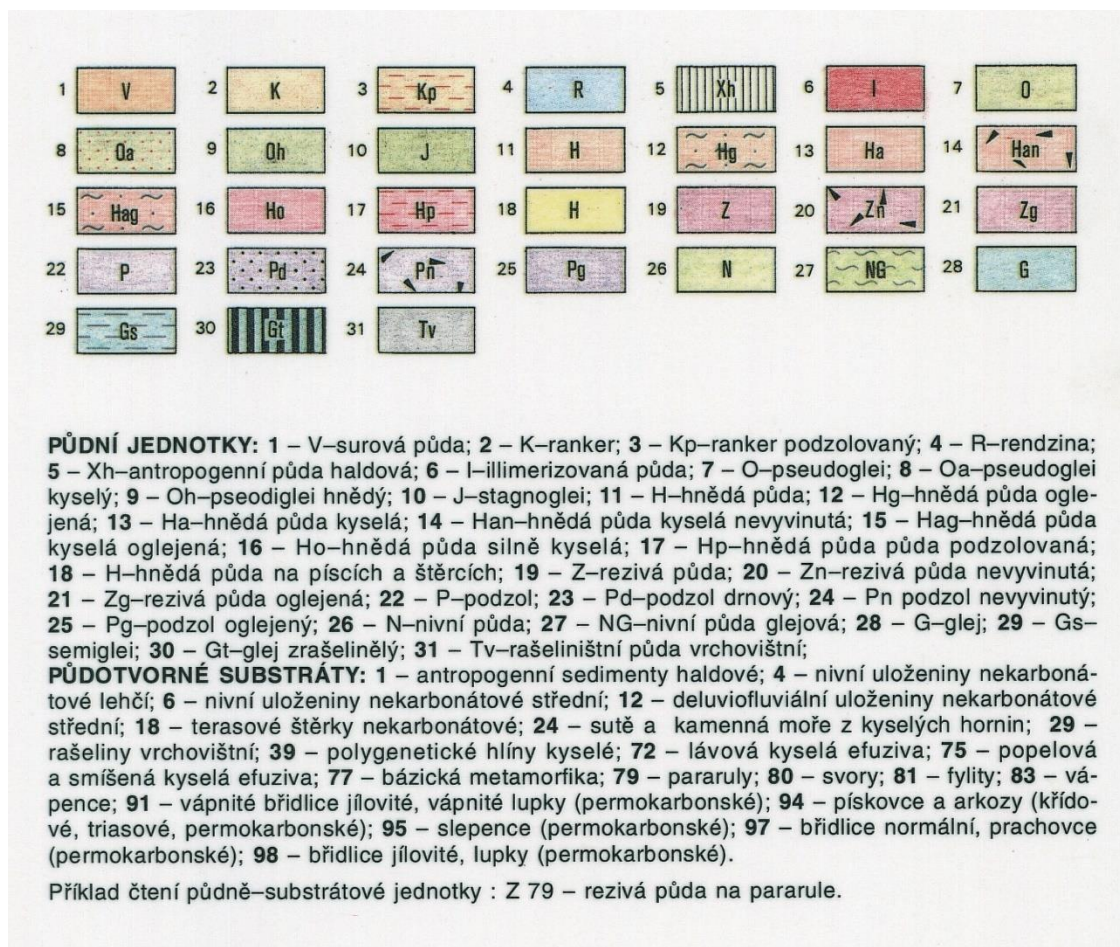 1 V 2 K 3 Kp 4 R 5 Xh 6 I 7 O
8 Oa 9 Oh 10 J 11 H 12 Hg 13 Ha 14 Han
15 Hag 16 Ho 17 Hp 18 H 19 Z 20 Zn 21 Zg
22 P 23 Pd 24 Pn 25 Pg 26 N 27 NG 28 G
29 Gs 30 Gt 31 Tv
PŮDNÍ JEDNOTKY: 1 – V–surová půda; 2 – K–ranker; 3 – Kp–ranker podzolovaný; 4 – R–rendzina;
5 – Xh–antropogenní půda haldová; 6 – I–illimerizovaná půda; 7 – O–pseudoglei; 8 – Oa–pseudoglei
kyselý; 9 – Oh–pseodiglei hnědý; 10 – J–stagnoglei; 11 – H–hnědá půda; 12 – Hg–hnědá půda ogle-
jená; 13 – Ha–hnědá půda kyselá; 14 – Han–hnědá půda kyselá nevyvinutá; 15 – Hag–hnědá půda
kyselá oglejená; 16 – Ho–hnědá půda silně kyselá; 17 – Hp–hnědá půda půda podzolovaná;
18 – H–hnědá půda na píscích a štěrcích; 19 – Z–rezivá půda; 20 – Zn–rezivá půda nevyvinutá;
21 – Zg–rezivá půda oglejená; 22 – P–podzol; 23 – Pd–podzol drnový; 24 – Pn podzol nevyvinutý;
25 – Pg–podzol oglejený; 26 – N–nivní půda; 27 – NG–nivní půda glejová; 28 – G–glej; 29 – Gs–
semiglei; 30 – Gt–glej zrašelinělý; 31 – Tv–rašeliništní půda vrchovištní;
PŮDOTVORNÉ SUBSTRÁTY: 1 – antropogenní sedimenty haldové; 4 – nivní uloženiny nekarboná-
tové lehčí; 6 – nivní uloženiny nekarbonátové střední; 12 – deluviofluviální uloženiny nekarbonátové
střední; 18 – terasové štěrky nekarbonátové; 24 – sutě a kamenná moře z kyselých hornin; 29 –
rašeliny vrchovištní; 39 – polygenetické hlíny kyselé; 72 – lávová kyselá efuziva; 75 – popelová
a smíšená kyselá efuziva; 77 – bázická metamorfika; 79 – pararuly; 80 – svory; 81 – fylity; 83 – vá-
pence; 91 – vápnité břidlice jílovité, vápnité lupky (permokarbonské); 94 – pískovce a arkozy (křído-
vé, triasové, permokarbonské); 95 – slepence (permokarbonské); 97 – břidlice normální, prachovce
(permokarbonské); 98 – břidlice jílovité, lupky (permokarbonské).
Příklad čtení půdně–substrátové jednotky : Z 79 – rezivá půda na pararule.